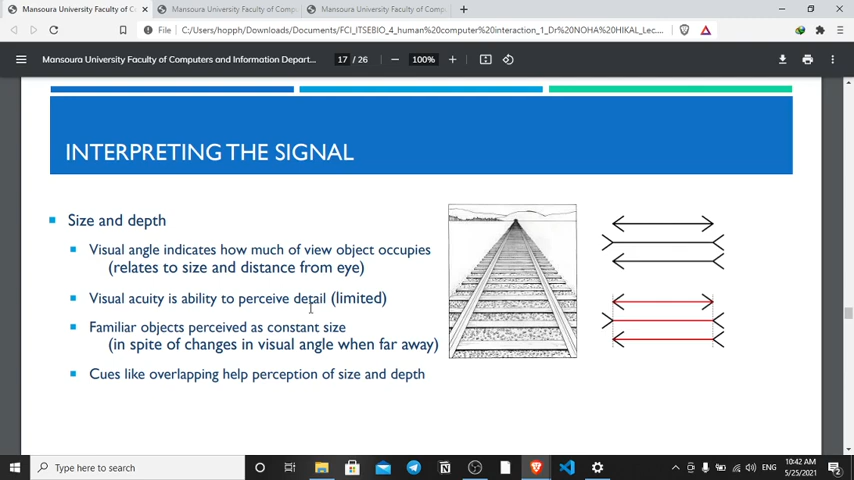 Mansoura University Faculty of C
Mansoura University Faculty of Comp
Mansoura University Faculty of Comp
File
C:/Users/hopph/Downloads/Documents/FCI_ITSEBIO_4_human%20computer%20interaction_1_Dr%20NOHA%20HIKAL_Lec...
Mansoura University Faculty of Computers and Information Depart...
17 / 26
100%
INTERPRETING THE SIGNAL
Size and depth
Visual angle indicates how much of view object occupies
(relates to size and distance from eye)
Visual acuity is ability to perceive detail (limited)
Familiar objects perceived as constant size
(in spite of changes in visual angle when far away)
Cues like overlapping help perception of size and depth
Type here to search
ENG
10:42 AM
5/25/2021
2